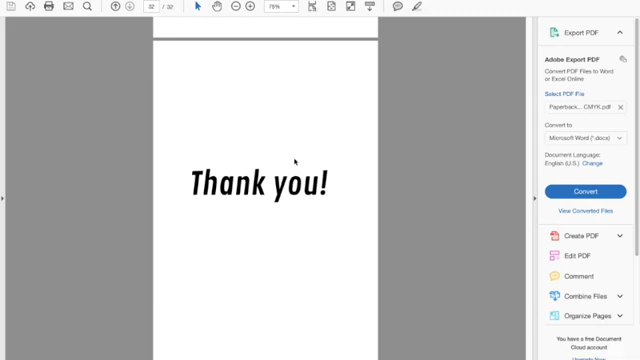 32 / 32
75%
Thank you!
Export PDF
Adobe Export PDF
Convert PDF Files to Word
or Excel Online
Select PDF File
Paperback... CMYK.pdf
Convert to
Microsoft Word (*.docx)
Document Language:
English (U.S.) Change
Convert
View Converted Files
Create PDF
Edit PDF
Comment
Combine Files
Organize Pages
You have a free Document
Cloud account